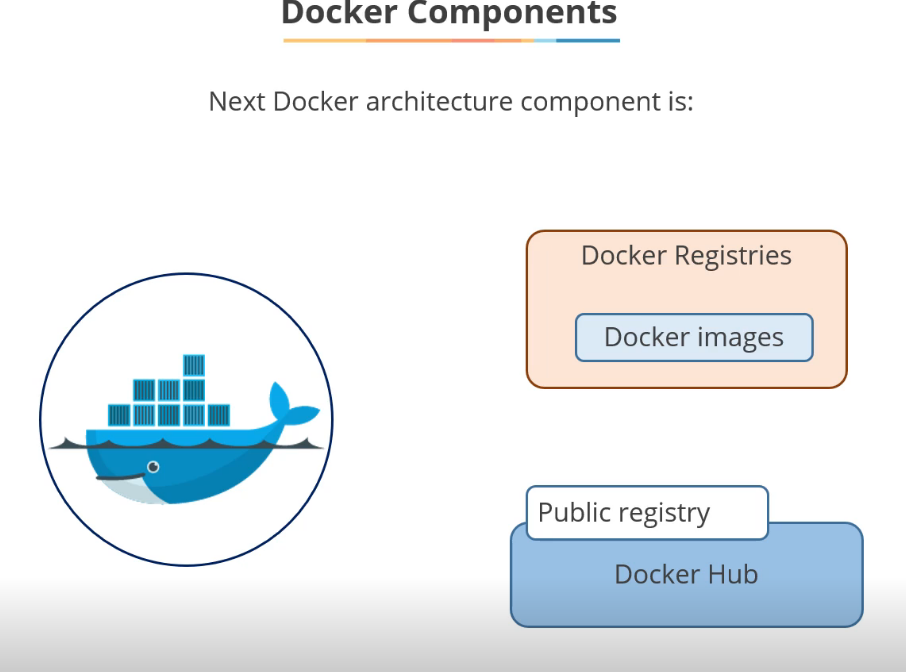 Docker Components
Next Docker architecture component is:
Docker Registries
Docker images
Public registry
Docker Hub